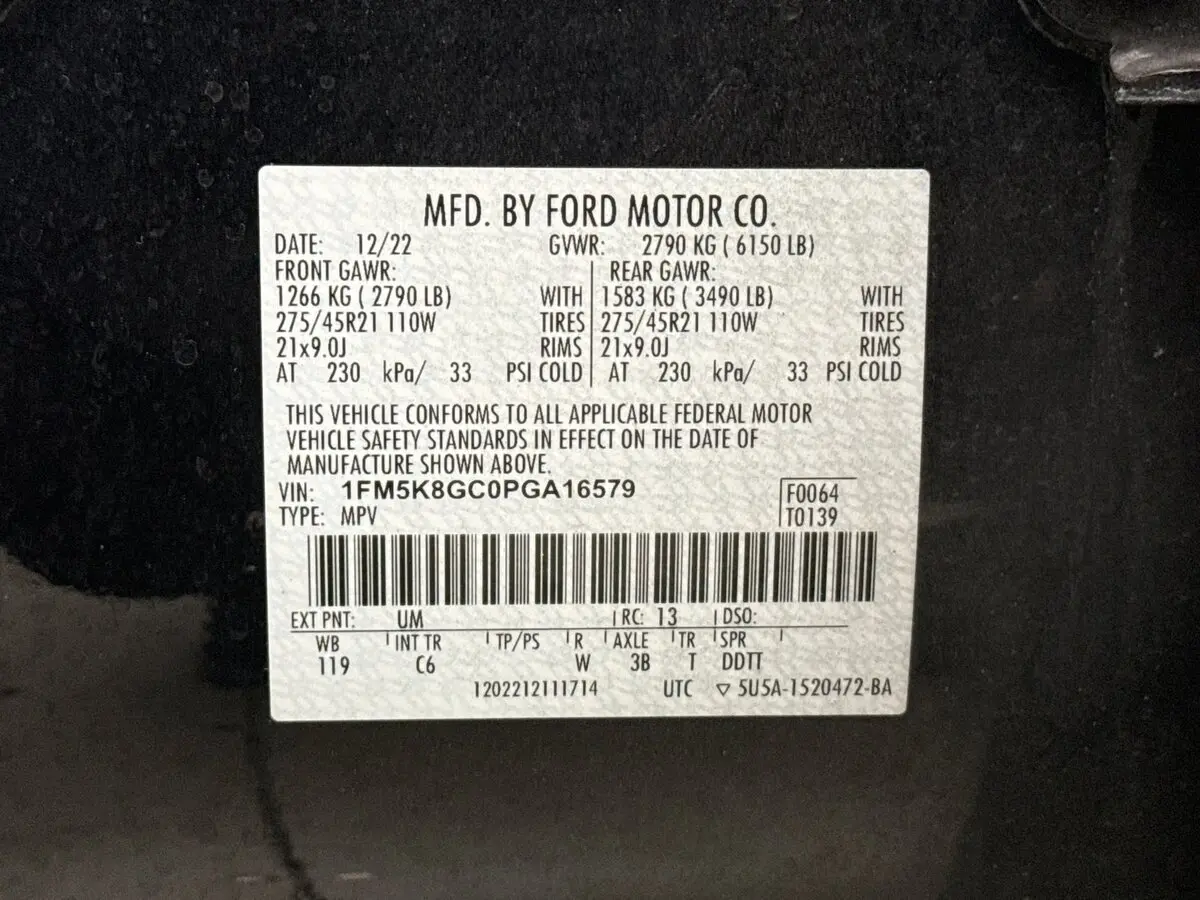 MFD. BY FORD MOTOR CO.
DATE: 12/22 GVWR: 2790 KG ( 6150 LB)
FRONT GAWR: REAR GAWR:
1266 KG ( 2790 LB) WITH 1583 KG ( 3490 LB) WITH
275/45R21 110W TIRES 275/45R21 110W TIRES
21x9.0J RIMS 21x9.0J RIMS
AT 230 kPa/ 33 PSI COLD AT 230 kPa/ 33 PSI COLD
THIS VEHICLE CONFORMS TO ALL APPLICABLE FEDERAL MOTOR
VEHICLE SAFETY STANDARDS IN EFFECT ON THE DATE OF
MANUFACTURE SHOWN ABOVE.
VIN: 1FM5K8GC0PGA16579 F0064
TYPE: MPV T0139
EXT PNT: UM RC: 13 DSO:
WB INT TR TP/PS R AXLE TR SPR
119 C6 W 3B T DDTT
1202212111714 UTC ▽ 5U5A-1520472-BA